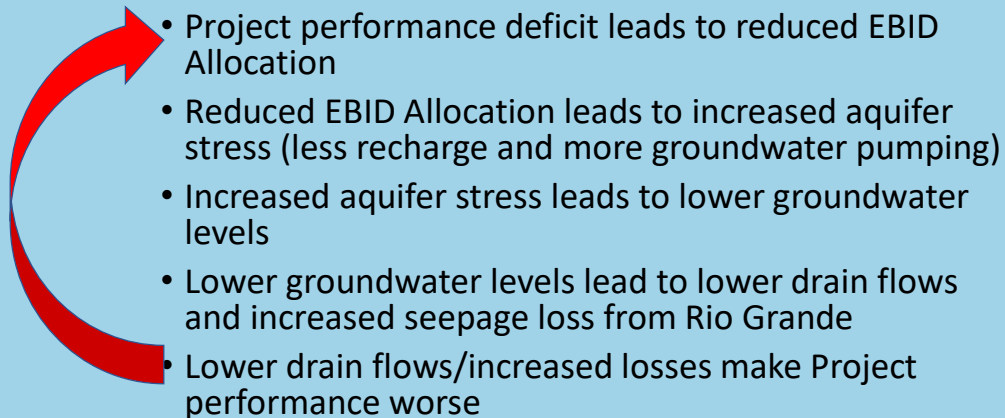 • Project performance deficit leads to reduced EBID
Allocation
• Reduced EBID Allocation leads to increased aquifer
stress (less recharge and more groundwater pumping)
• Increased aquifer stress leads to lower groundwater
levels
• Lower groundwater levels lead to lower drain flows
and increased seepage loss from Rio Grande
• Lower drain flows/increased losses make Project
performance worse